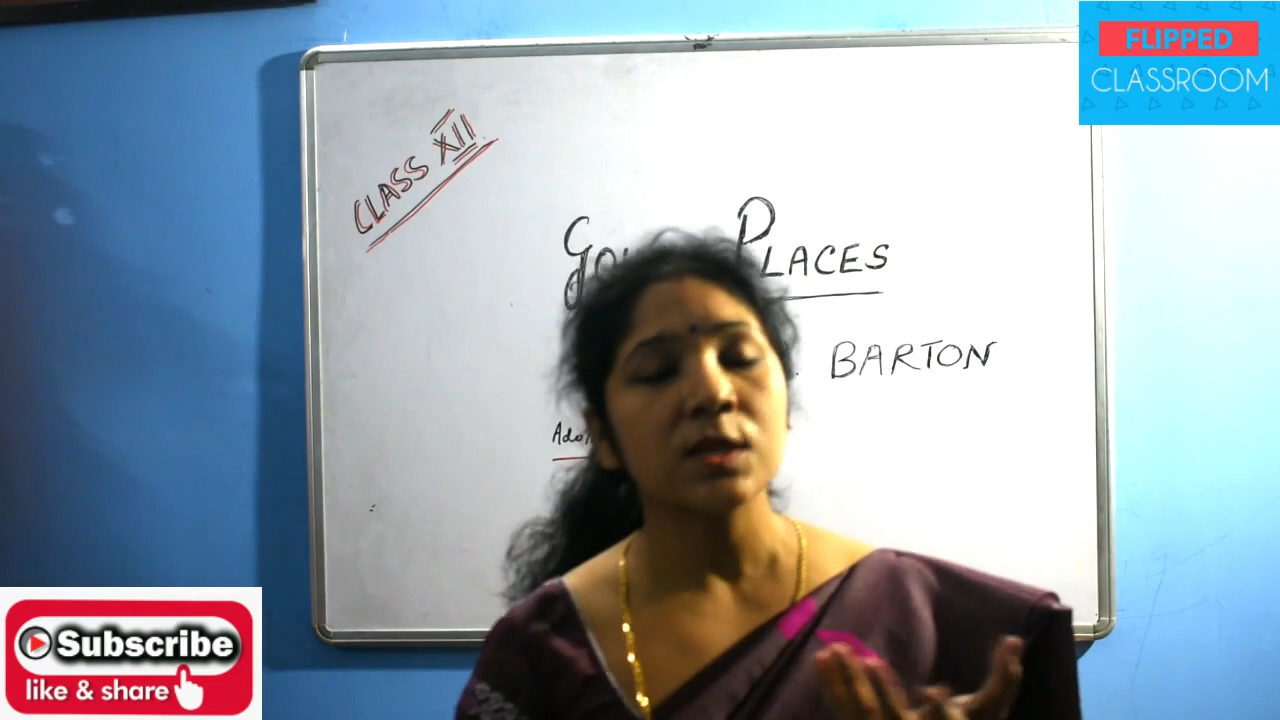 FLIPPED
CLASSROOM
CLASS XII
PLACES
BARTON
Subscribe
like & share